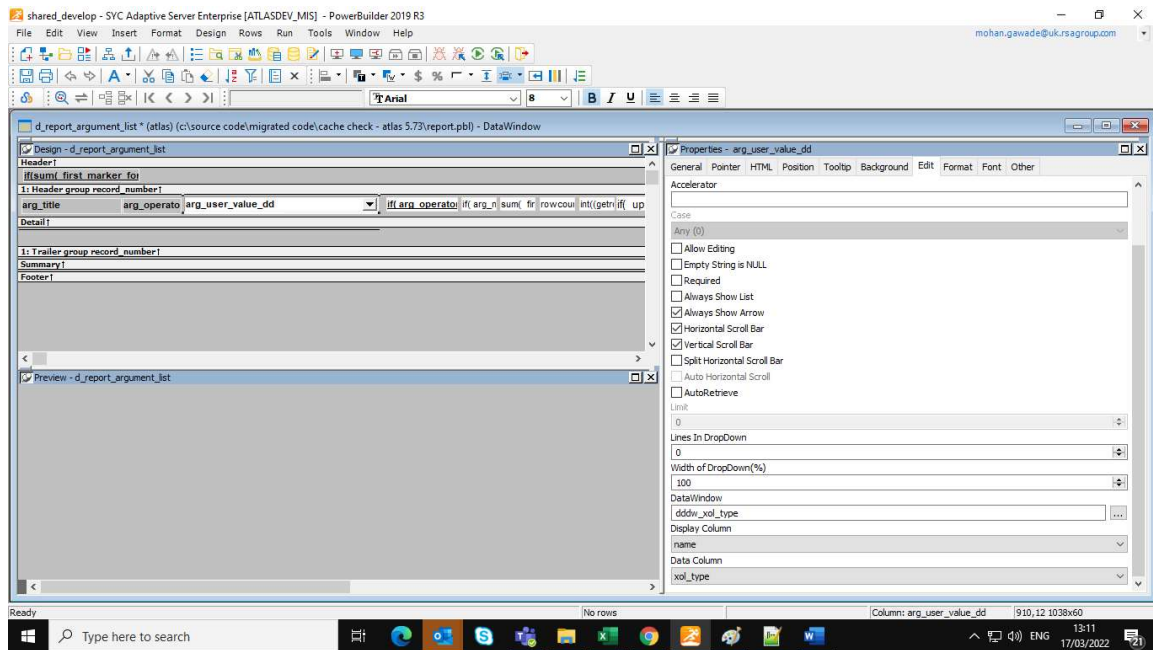 shared_develop - SYC Adaptive Server Enterprise [ATLASDEV_MIS] - PowerBuilder 2019 R3
File Edit View Insert Format Design Rows Run Tools Window Help
mohan.gawade@uk.rsagroup.com
Arial
8
B I U
d_report_argument_list * (atlas) (c:\source code\migrated code\cache check - atlas 5.73\report.pbl) - DataWindow
Design - d_report_argument_list
Header↑
if(sum( first_marker_foi
1: Header group record_number↑
arg_title arg_operato arg_user_value_dd if( arg_operator if( arg_n sum( fir rowcoui int((getri if( up
Detail↑
1: Trailer group record_number↑
Summary↑
Footer↑
Preview - d_report_argument_list
Properties - arg_user_value_dd
General Pointer HTML Position Tooltip Background Edit Format Font Other
Accelerator
Case
Any (0)
Allow Editing
Empty String is NULL
Required
Always Show List
Always Show Arrow
Horizontal Scroll Bar
Vertical Scroll Bar
Split Horizontal Scroll Bar
Auto Horizontal Scroll
AutoRetrieve
Limit
0
Lines In DropDown
0
Width of DropDown(%)
100
DataWindow
dddw_xol_type
...
Display Column
name
Data Column
xol_type
Ready
No rows
Column: arg_user_value_dd
910,12 1038x60
Type here to search
ENG
13:11
17/03/2022
21